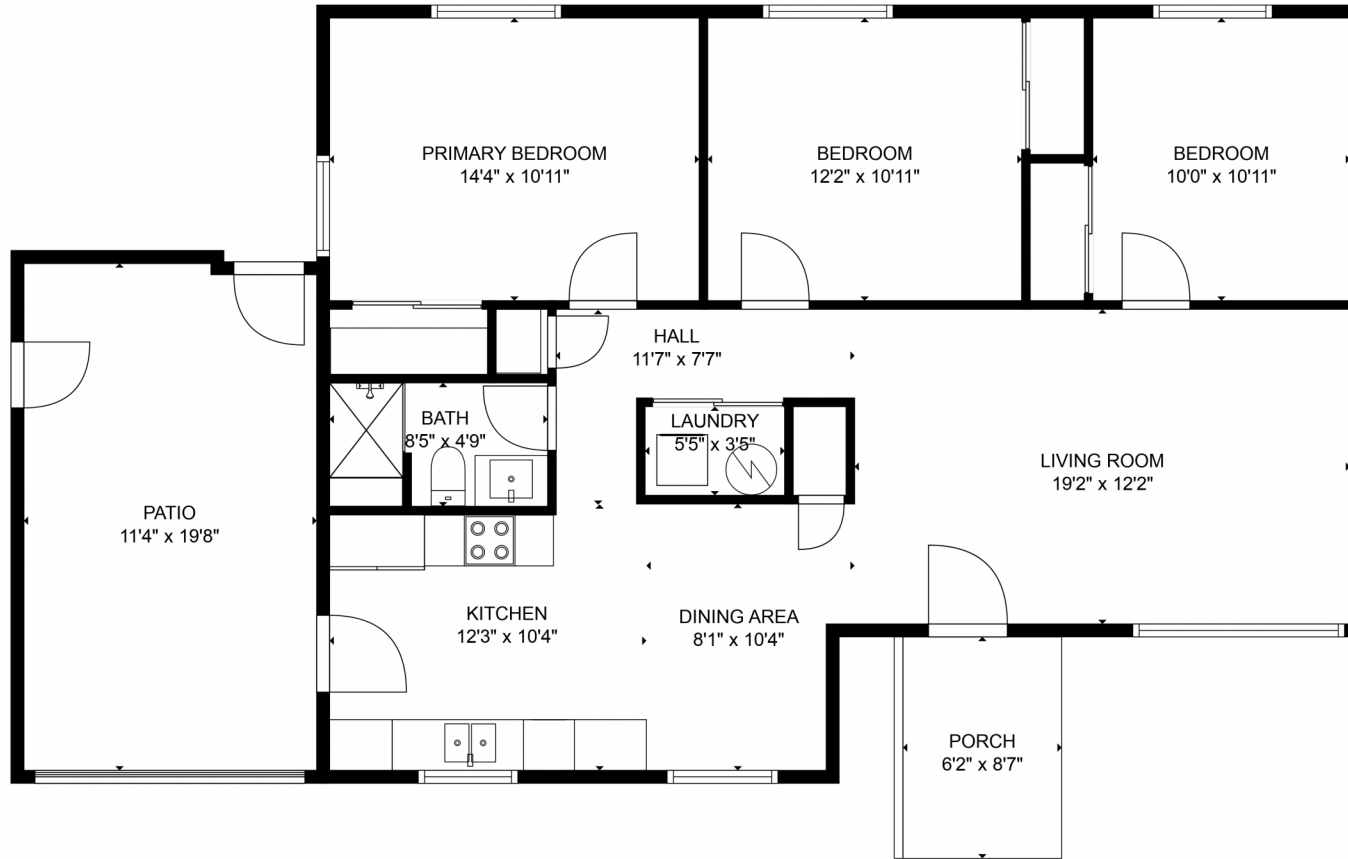 PRIMARY BEDROOM
14'4" x 10'11"
BEDROOM
12'2" x 10'11"
BEDROOM
10'0" x 10'11"
HALL
11'7" x 7'7"
BATH
8'5" x 4'9"
LAUNDRY
5'5" x 3'5"
LIVING ROOM
19'2" x 12'2"
PATIO
11'4" x 19'8"
KITCHEN
12'3" x 10'4"
DINING AREA
8'1" x 10'4"
PORCH
6'2" x 8'7"